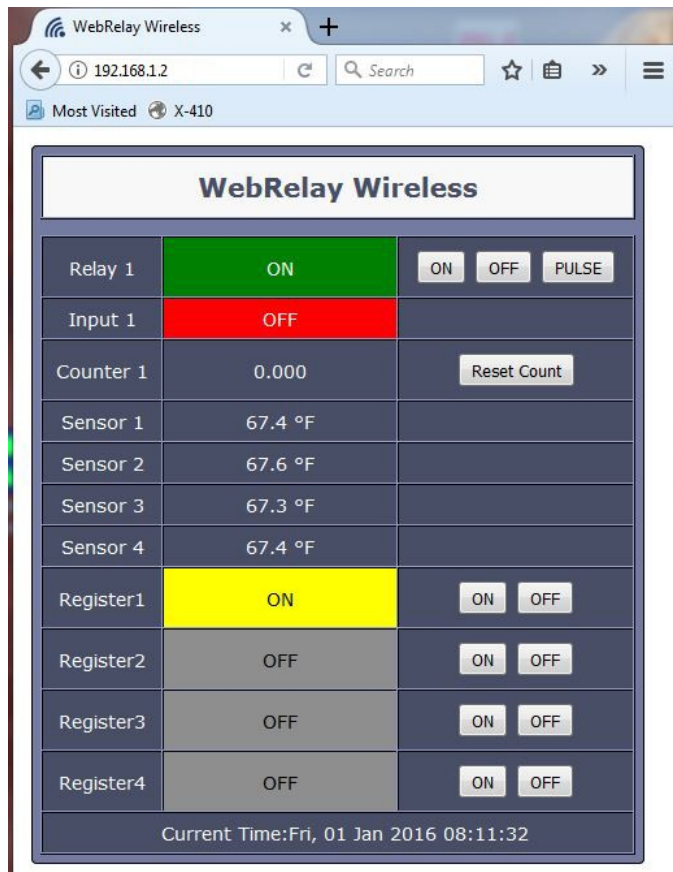 WebRelay Wireless
192.168.1.2
Search
Most Visited X-410
WebRelay Wireless
Relay 1 ON ON OFF PULSE
Input 1 OFF
Counter 1 0.000 Reset Count
Sensor 1 67.4 °F
Sensor 2 67.6 °F
Sensor 3 67.3 °F
Sensor 4 67.4 °F
Register1 ON ON OFF
Register2 OFF ON OFF
Register3 OFF ON OFF
Register4 OFF ON OFF
Current Time:Fri, 01 Jan 2016 08:11:32